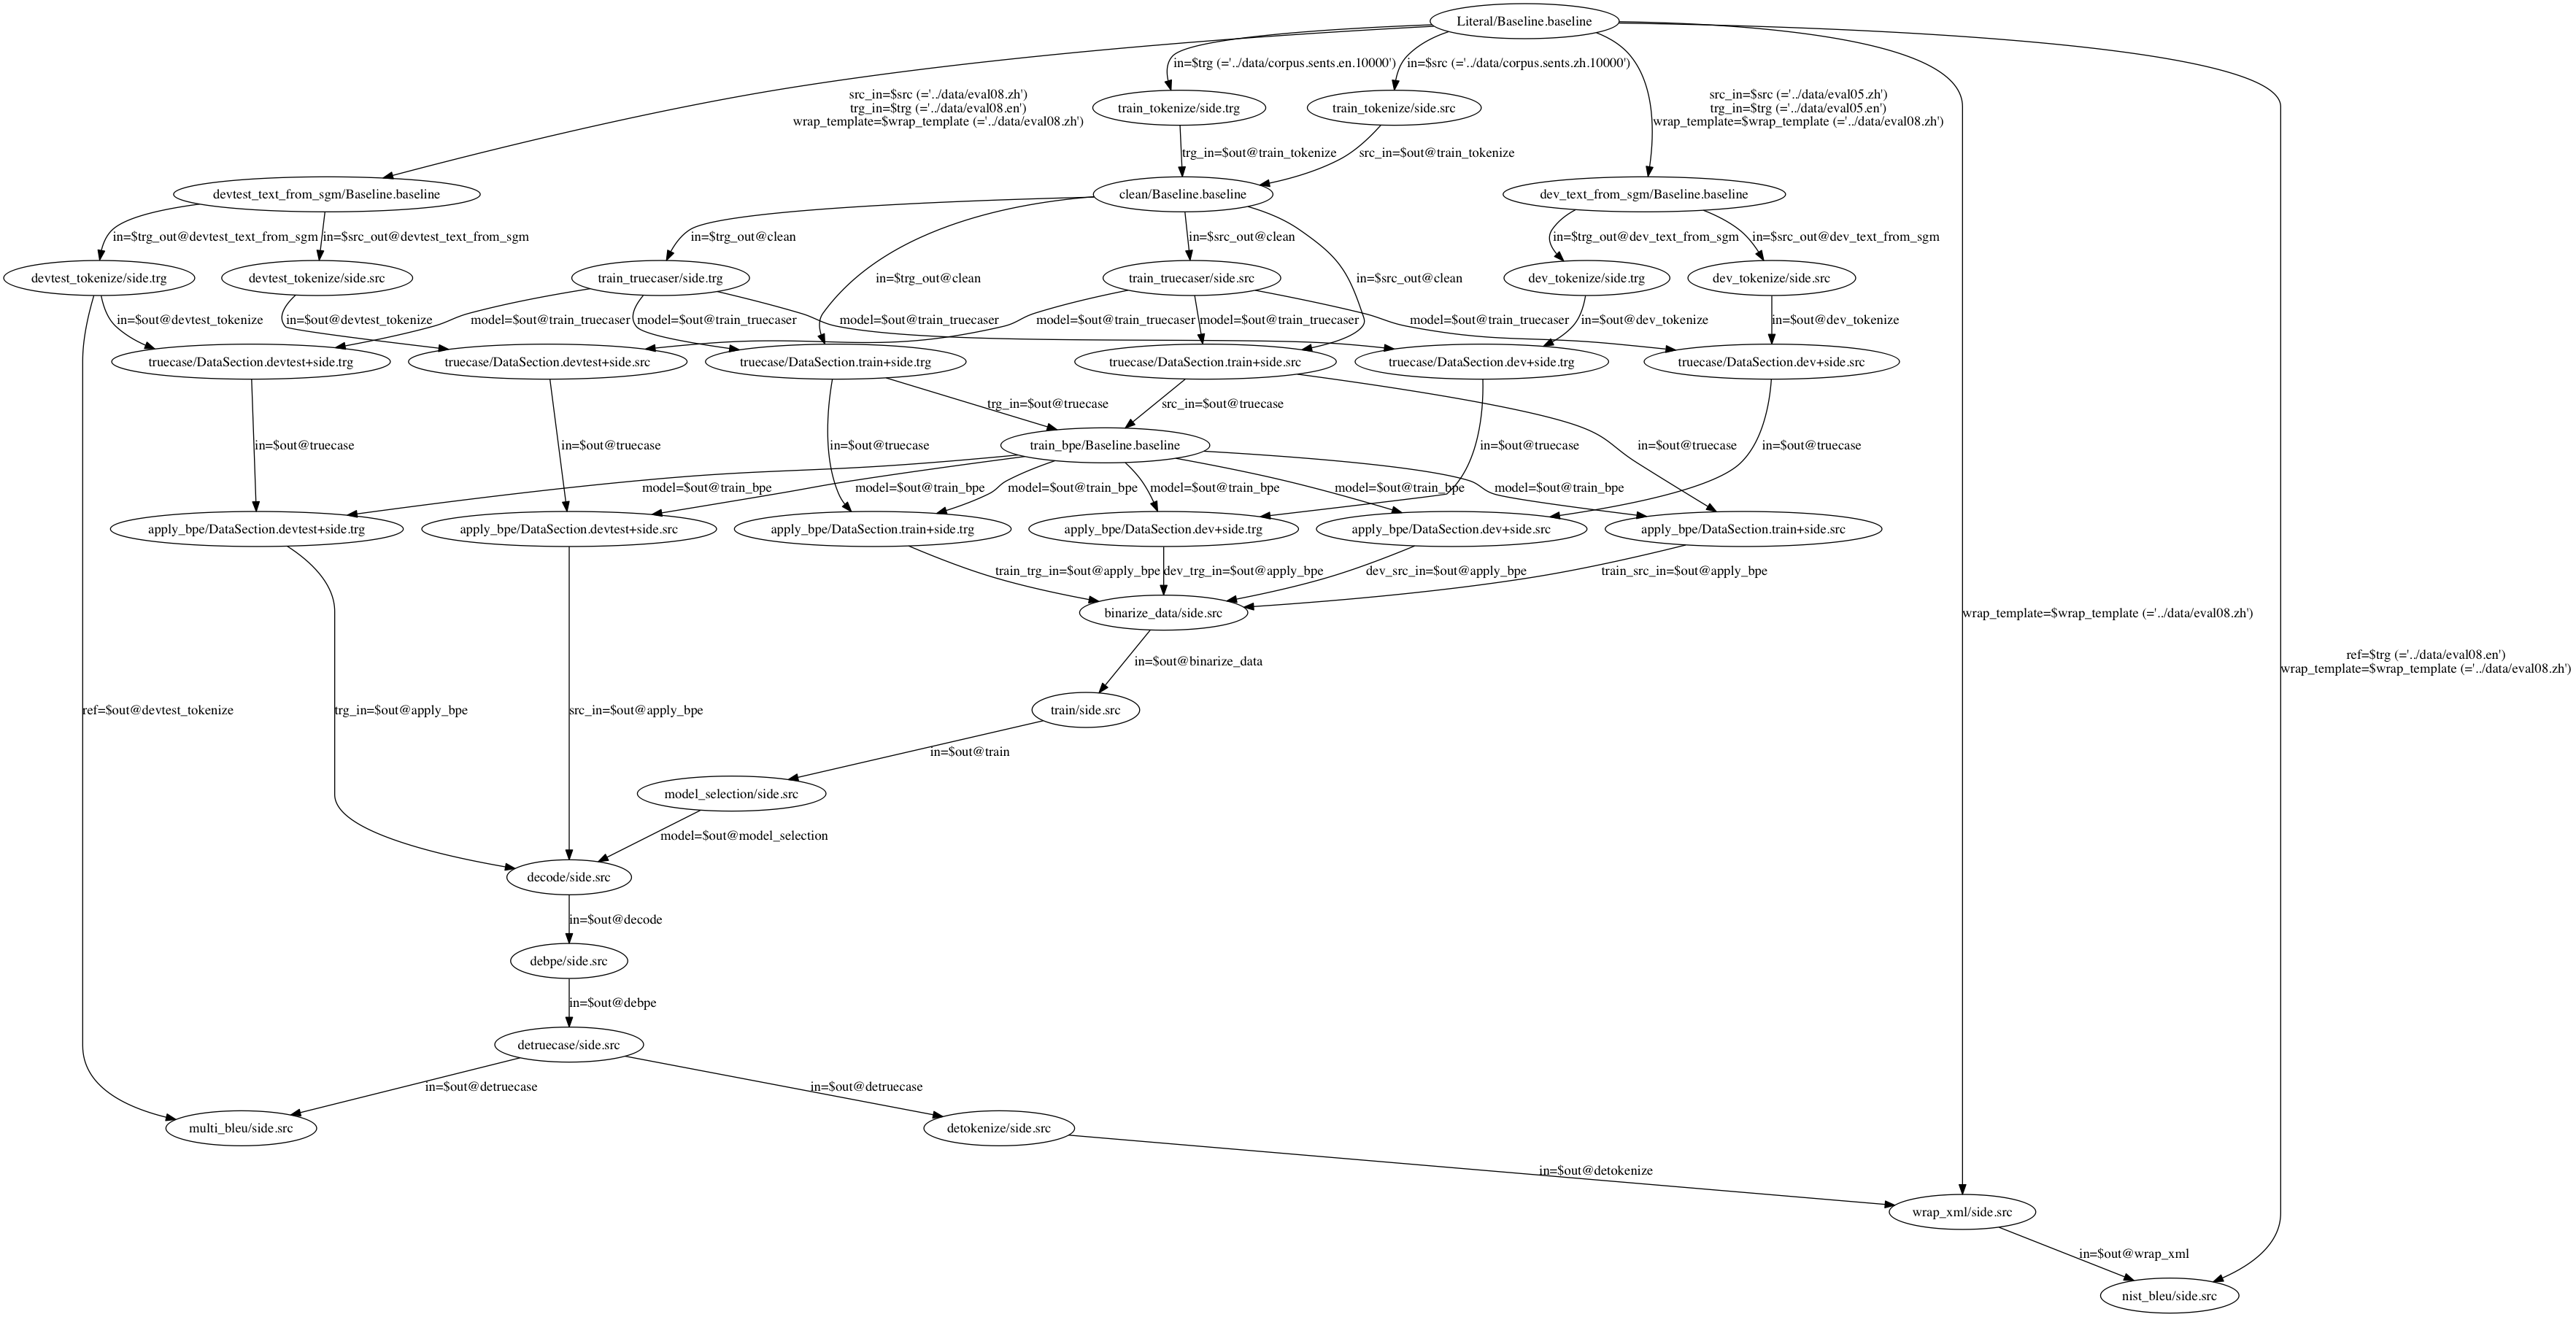 Literal/Baseline.baseline
in=$trg (='../data/corpus.sents.en.10000')
in=$src (='../data/corpus.sents.zh.10000')
src_in=$src (='../data/eval08.zh')
trg_in=$trg (='../data/eval08.en')
wrap_template=$wrap_template (='../data/eval08.zh')
train_tokenize/side.trg
train_tokenize/side.src
src_in=$src (='../data/eval05.zh')
trg_in=$trg (='../data/eval05.en')
wrap_template=$wrap_template (='../data/eval08.zh')
trg_in=$out@train_tokenize
src_in=$out@train_tokenize
devtest_text_from_sgm/Baseline.baseline
clean/Baseline.baseline
dev_text_from_sgm/Baseline.baseline
in=$trg_out@devtest_text_from_sgm
in=$src_out@devtest_text_from_sgm
in=$trg_out@clean
in=$src_out@clean
in=$trg_out@dev_text_from_sgm
in=$src_out@dev_text_from_sgm
devtest_tokenize/side.trg
devtest_tokenize/side.src
train_truecaser/side.trg
in=$trg_out@clean
train_truecaser/side.src
in=$src_out@clean
dev_tokenize/side.trg
dev_tokenize/side.src
in=$out@devtest_tokenize
in=$out@devtest_tokenize
model=$out@train_truecaser
model=$out@train_truecaser
model=$out@train_truecaser
model=$out@train_truecaser
model=$out@train_truecaser
model=$out@train_truecaser
in=$out@dev_tokenize
in=$out@dev_tokenize
truecase/DataSection.devtest+side.trg
truecase/DataSection.devtest+side.src
truecase/DataSection.train+side.trg
truecase/DataSection.train+side.src
truecase/DataSection.dev+side.trg
truecase/DataSection.dev+side.src
trg_in=$out@truecase
src_in=$out@truecase
in=$out@truecase
in=$out@truecase
in=$out@truecase
train_bpe/Baseline.baseline
in=$out@truecase
in=$out@truecase
in=$out@truecase
model=$out@train_bpe
model=$out@train_bpe
model=$out@train_bpe
model=$out@train_bpe
model=$out@train_bpe
model=$out@train_bpe
apply_bpe/DataSection.devtest+side.trg
apply_bpe/DataSection.devtest+side.src
apply_bpe/DataSection.train+side.trg
apply_bpe/DataSection.dev+side.trg
apply_bpe/DataSection.dev+side.src
apply_bpe/DataSection.train+side.src
train_trg_in=$out@apply_bpe
dev_trg_in=$out@apply_bpe
dev_src_in=$out@apply_bpe
train_src_in=$out@apply_bpe
binarize_data/side.src
wrap_template=$wrap_template (='../data/eval08.zh')
in=$out@binarize_data
ref=$trg (='../data/eval08.en')
wrap_template=$wrap_template (='../data/eval08.zh')
ref=$out@devtest_tokenize
trg_in=$out@apply_bpe
src_in=$out@apply_bpe
train/side.src
in=$out@train
model_selection/side.src
model=$out@model_selection
decode/side.src
in=$out@decode
debpe/side.src
in=$out@debpe
detruecase/side.src
in=$out@detruecase
in=$out@detruecase
multi_bleu/side.src
detokenize/side.src
in=$out@detokenize
wrap_xml/side.src
in=$out@wrap_xml
nist_bleu/side.src